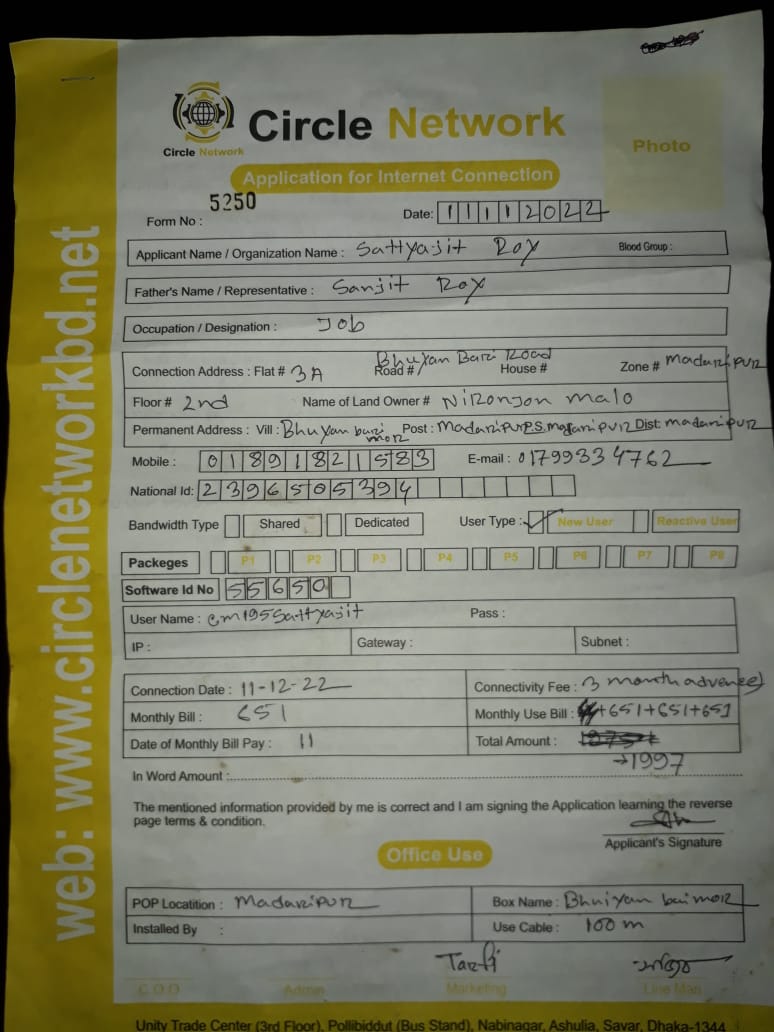 Circle Network
Circle Network
Photo
Application for Internet Connection
Form No : 5250
Date: 11112022
Applicant Name / Organization Name : Sattyajit Roy Blood Group :
Father's Name / Representative : Sanjit Roy
Occupation / Designation : Job
Connection Address : Flat # 3A Road # Bhuyan Bari Road House # Zone # Madaripur
Floor # 2nd Name of Land Owner # Nironjon malo
Permanent Address : Vill : Bhuyan bari mor Post : Madaripur P.S. madaripur Dist: madaripur
Mobile : 01891821583 E-mail : 01799334762
National Id: 2396505394
Bandwidth Type Shared Dedicated User Type : New User Reactive User
Packeges P1 P2 P3 P4 P5 P6 P7 P8
Software Id No 55650
User Name : cm195sattyajit Pass :
IP : Gateway : Subnet :
Connection Date : 11-12-22 Connectivity Fee : 3 month advence
Monthly Bill : 651 Monthly Use Bill : +651+651+651
Date of Monthly Bill Pay : 11 Total Amount :
→1997
In Word Amount :
The mentioned information provided by me is correct and I am signing the Application learning the reverse
page terms & condition.
Applicant's Signature
Office Use
POP Locatition : Madaripur Box Name : Bhuiyan bari mor
Installed By : Use Cable : 100 m
C.O.O Admin Marketing Line Man
Unity Trade Center (3rd Floor), Pollibiddut (Bus Stand), Nabinagar, Ashulia, Savar, Dhaka-1344
web: www.circlenetworkbd.net